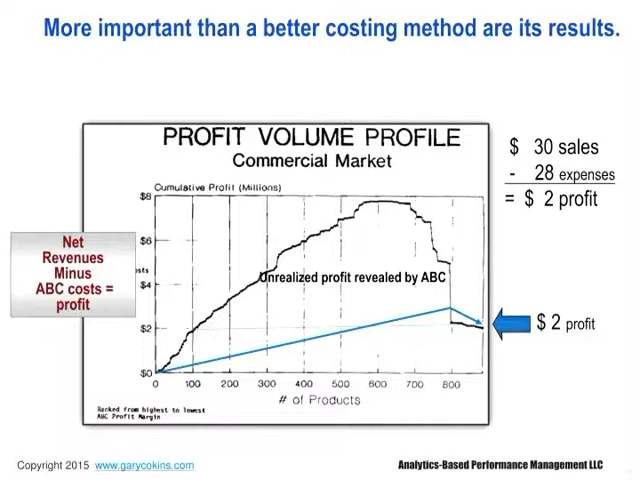 More important than a better costing method are its results.
PROFIT VOLUME PROFILE
Commercial Market
Cumulative Profit (Millions)
$8
$6
$4
$2
$0
sts
Unrealized profit revealed by ABC
0 100 200 300 400 500 600 700 800
# of Products
Ranked from highest to lowest
ABC Profit Margin
Net
Revenues
Minus
ABC costs =
profit
$ 30 sales
- 28 expenses
= $ 2 profit
$ 2 profit
Copyright 2015 www.garycokins.com
Analytics-Based Performance Management LLC